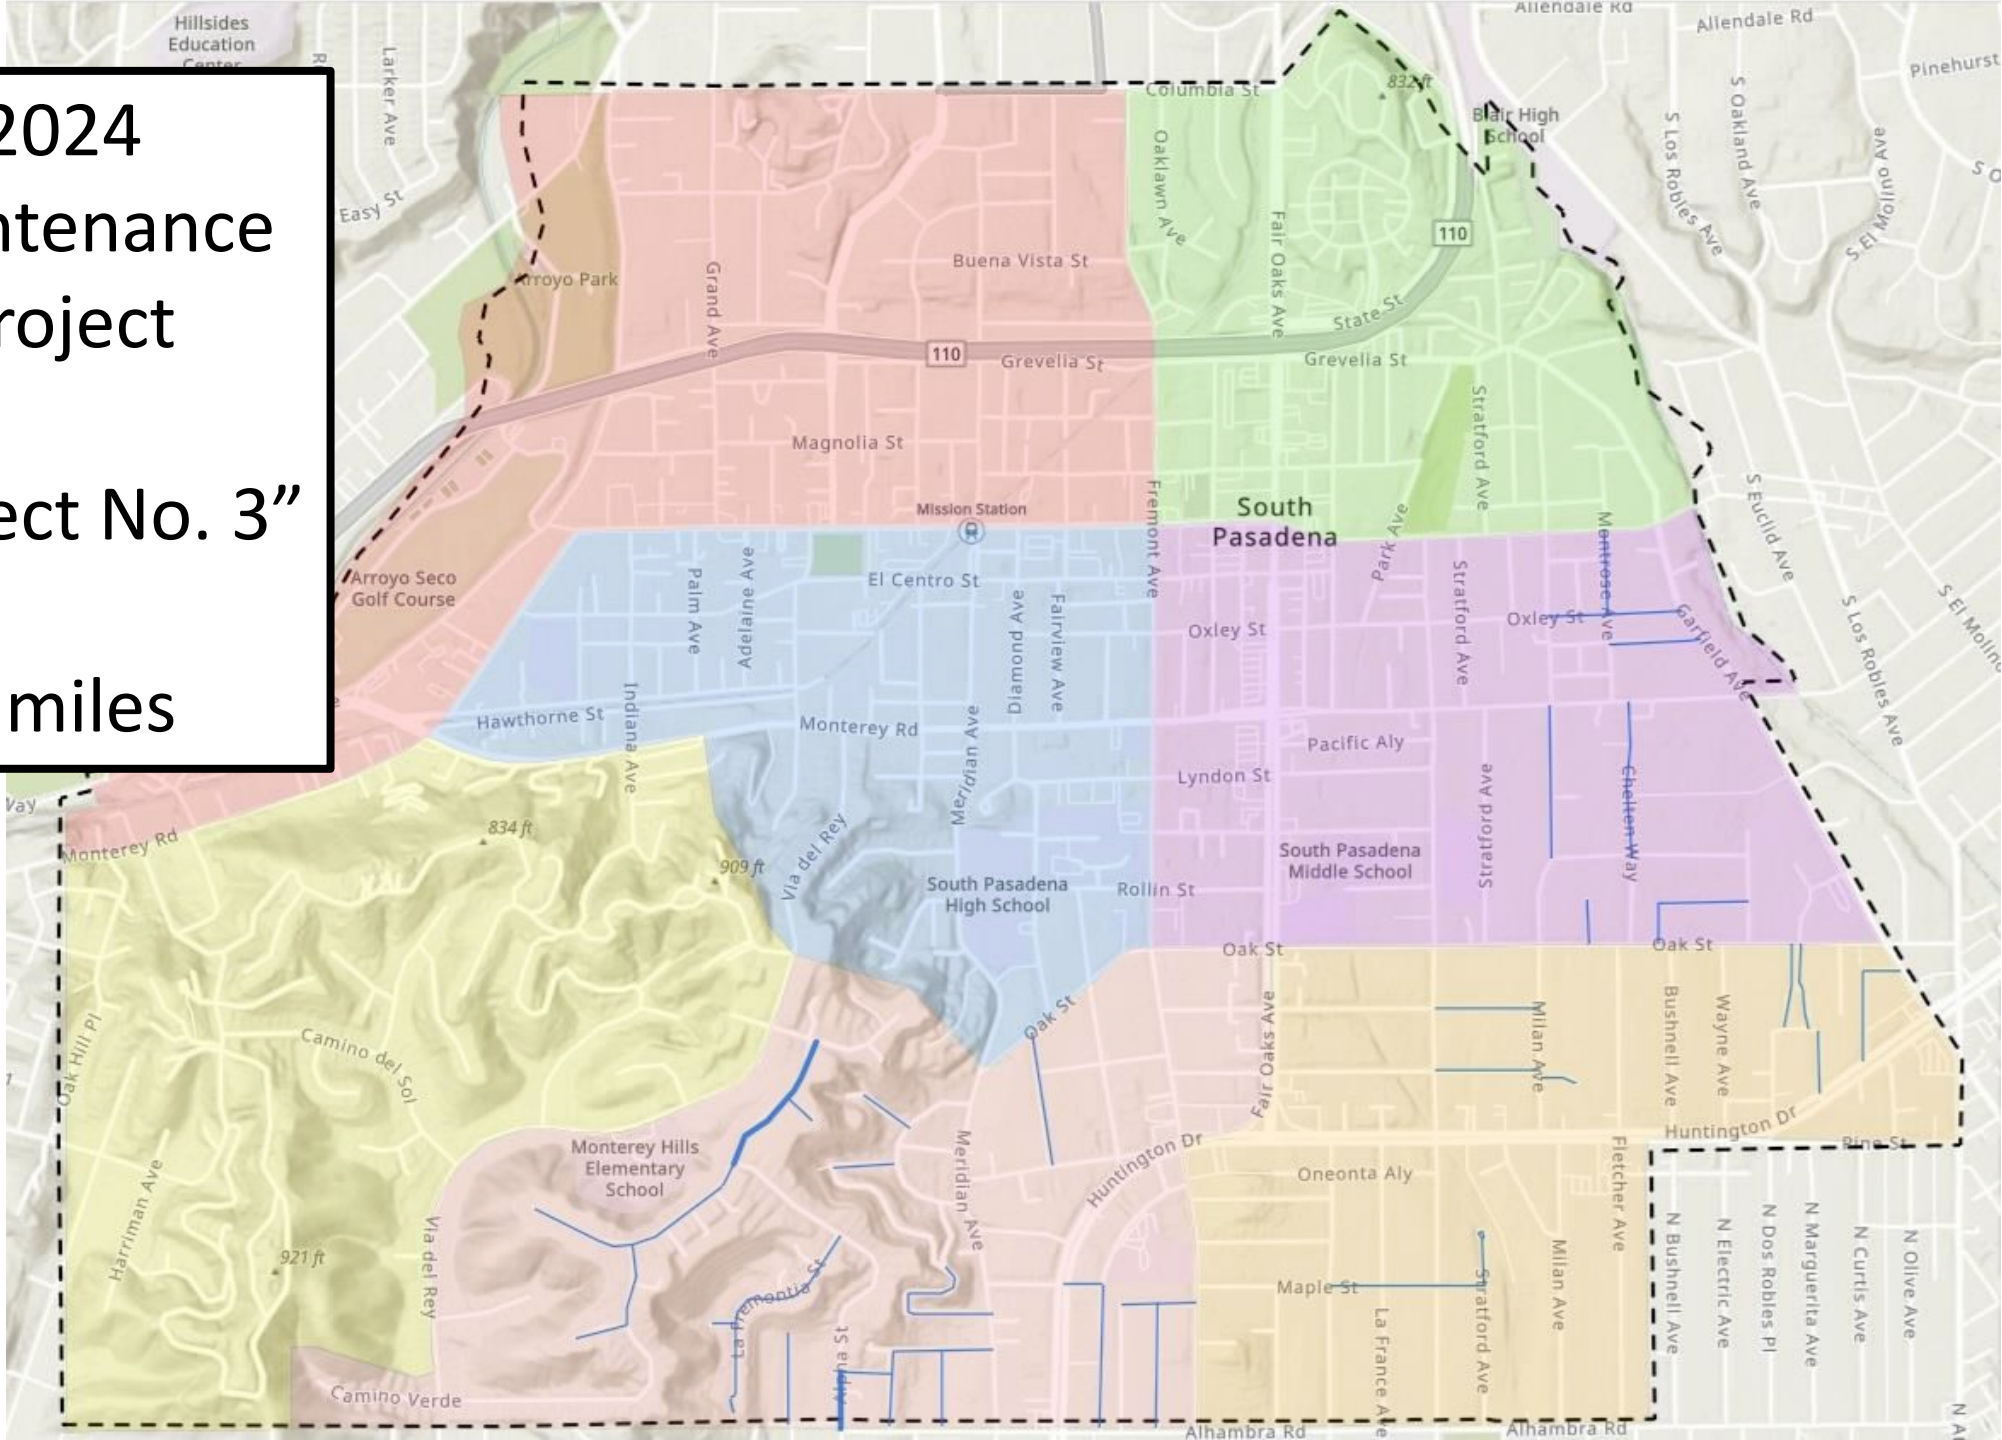 Hillsides
Education
Center
Larker Ave
Easy St
2024
ntenance
roject
ect No. 3”
miles
Allendale Rd
Allendale Rd
Pinehurst
Columbia St
832 ft
Blair High
School
S Oakland Ave
S Los Robles Ave
S El Molino Ave
Oaklawn Ave
Fair Oaks Ave
110
State St
Arroyo Park
Grand Ave
Buena Vista St
110
Grevelia St
Grevelia St
Magnolia St
Stratford Ave
Mission Station
South
Pasadena
Fremont Ave
Park Ave
Montrose Ave
S Euclid Ave
Arroyo Seco
Golf Course
Palm Ave
Adelaine Ave
El Centro St
Diamond Ave
Fairview Ave
Oxley St
Stratford Ave
Oxley St
Garfield Ave
S Los Robles Ave
S El Molino
Hawthorne St
Indiana Ave
Monterey Rd
Meridian Ave
Meridian Ave
Pacific Aly
Lyndon St
Stratford Ave
Chelten Way
Way
Monterey Rd
834 ft
909 ft
Via del Rey
South Pasadena
High School
Rollin St
South Pasadena
Middle School
Oak St
Oak St
Oak Hill Pl
Camino del Sol
Oak St
Fair Oaks Ave
Milan Ave
Bushnell Ave
Wayne Ave
Huntington Dr
Pine St
Monterey Hills
Elementary
School
Meridian Ave
Huntington Dr
Oneonta Aly
Fletcher Ave
Harriman Ave
921 ft
Via del Rey
La Fremontia St
Alpha St
Maple St
La France Ave
Stratford Ave
Milan Ave
N Bushnell Ave
N Electric Ave
N Dos Robles Pl
N Marguerita Ave
N Curtis Ave
N Olive Ave
Camino Verde
Alhambra Rd
Alhambra Rd